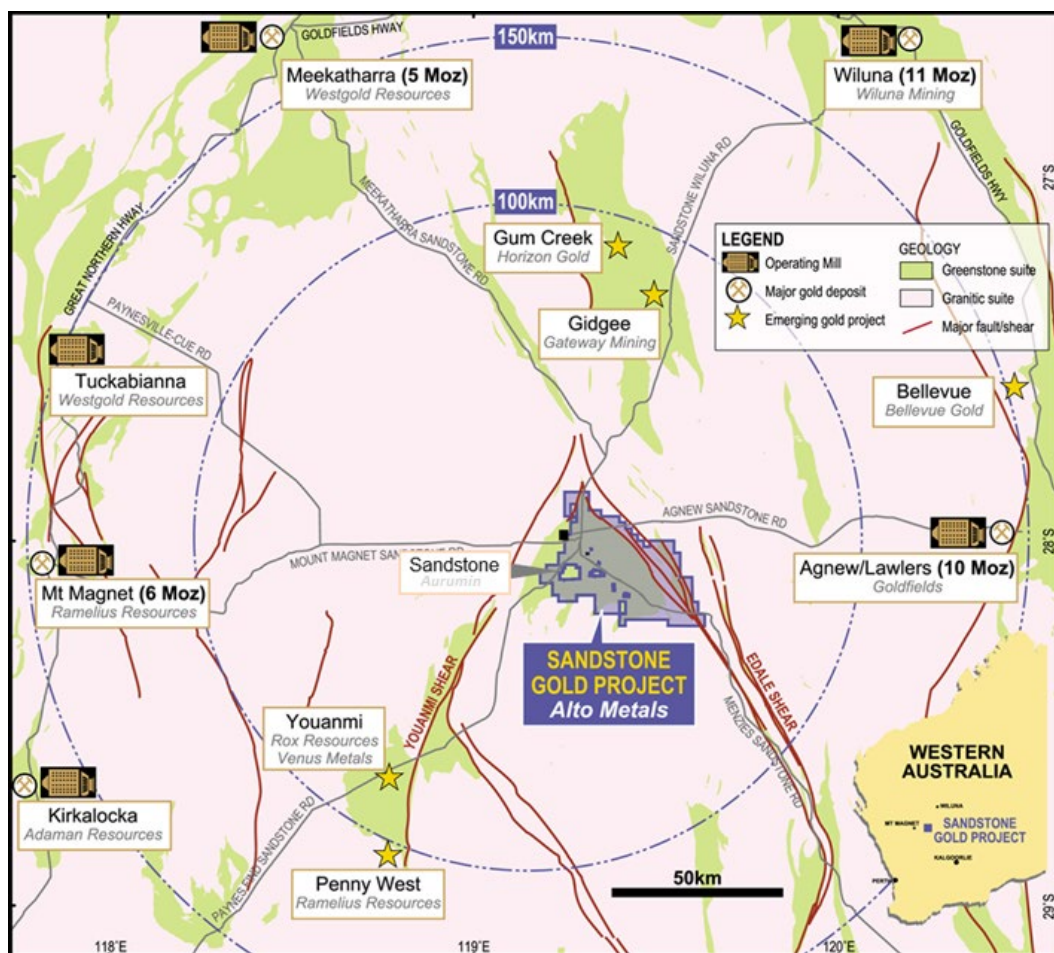 GOLDFIELDS HWY
150km
Meekatharra (5 Moz)
Westgold Resources
Wiluna (11 Moz)
Wiluna Mining
GOLDFIELDS HWY
27°S
MEEKATHARRA SANDSTONE RD
SANDSTONE WILUNA RD
100km
GREAT NORTHERN HWAY
Gum Creek
Horizon Gold
LEGEND
Operating Mill
Major gold deposit
Emerging gold project
GEOLOGY
Greenstone suite
Granitic suite
Major fault/shear
PAYNESVILLE-CUE RD
Gidgee
Gateway Mining
Tuckabianna
Westgold Resources
Bellevue
Bellevue Gold
AGNEW SANDSTONE RD
MOUNT MAGNET SANDSTONE RD
28°S
Sandstone
Aurumin
Mt Magnet (6 Moz)
Ramelius Resources
Agnew/Lawlers (10 Moz)
Goldfields
SANDSTONE
GOLD PROJECT
Alto Metals
YOUANMI SHEAR
EDALE SHEAR
MENZIES SANDSTONE RD
Youanmi
Rox Resources
Venus Metals
Kirkalocka
Adaman Resources
PAYNES FIND SANDSTONE RD
Penny West
Ramelius Resources
50km
WESTERN
AUSTRALIA
WILUNA
MT MAGNET
SANDSTONE
GOLD PROJECT
KALGOORLIE
PERTH
29°S
118°E
119°E
120°E